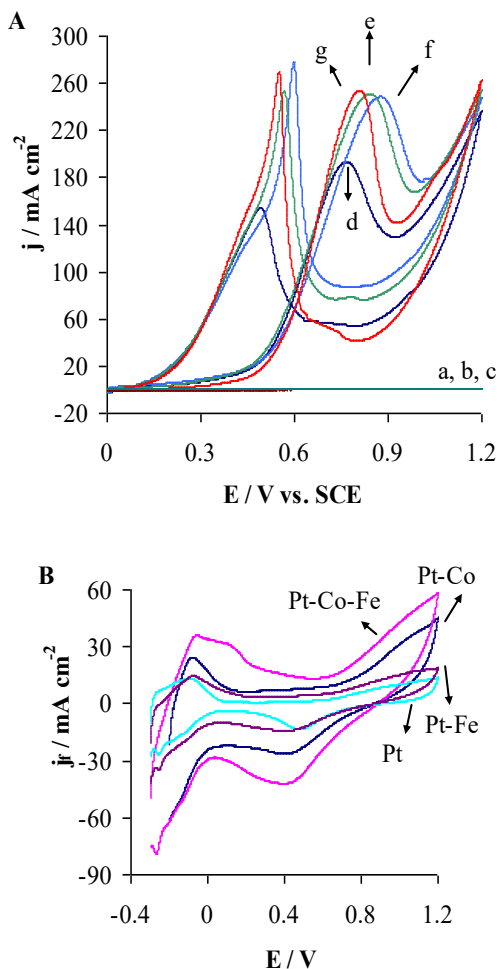 A
j / mA cm⁻²
300
260
220
180
140
100
60
20
-20
0
0.3
0.6
0.9
1.2
E / V vs. SCE
g
e
f
d
a, b, c
B
jf / mA cm⁻²
60
30
0
-30
-60
-90
-0.4
0
0.4
0.8
1.2
E / V
Pt-Co-Fe
Pt-Co
Pt-Fe
Pt